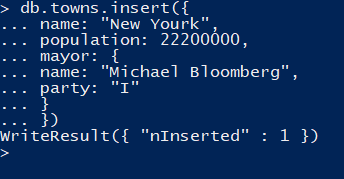 > db.towns.insert({
... name: "New Yourk",
... population: 22200000,
... mayor: {
... name: "Michael Bloomberg",
... party: "I"
... }
... })
WriteResult({ "nInserted" : 1 })
>